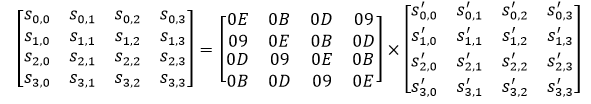 [s0,0 s0,1 s0,2 s0,3] [0E 0B 0D 09] [s′0,0 s′0,1 s′0,2 s′0,3]
[s1,0 s1,1 s1,2 s1,3] = [09 0E 0B 0D] × [s′1,0 s′1,1 s′1,2 s′1,3]
[s2,0 s2,1 s2,2 s2,3] [0D 09 0E 0B] [s′2,0 s′2,1 s′2,2 s′2,3]
[s3,0 s3,1 s3,2 s3,3] [0B 0D 09 0E] [s′3,0 s′3,1 s′3,2 s′3,3]